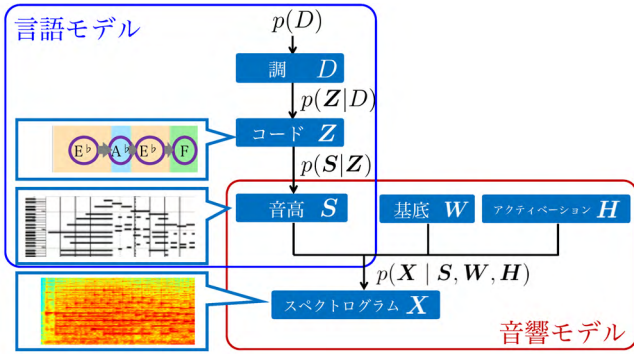 言語モデル
p(D)
調 D
p(Z|D)
コード Z
E♭ A♭ E♭ F
p(S|Z)
音高 S
基底 W
アクティベーション H
p(X | S, W, H)
スペクトログラム X
音響モデル